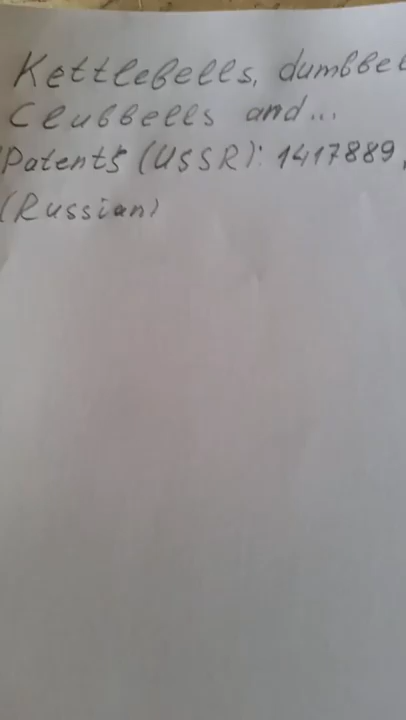 Kettlebells, dumbbel
Clubbells and...
Patents (USSR): 1417889,
(Russian)